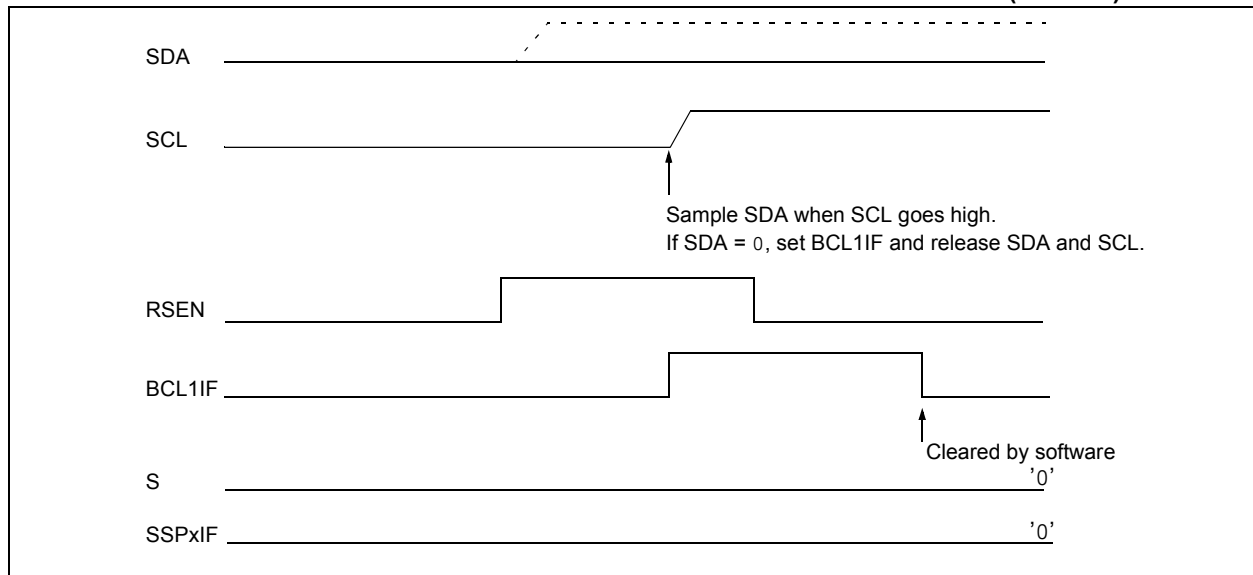 SDA
SCL
Sample SDA when SCL goes high.
If SDA = 0, set BCL1IF and release SDA and SCL.
RSEN
BCL1IF
Cleared by software
S
'0'
SSPxIF
'0'